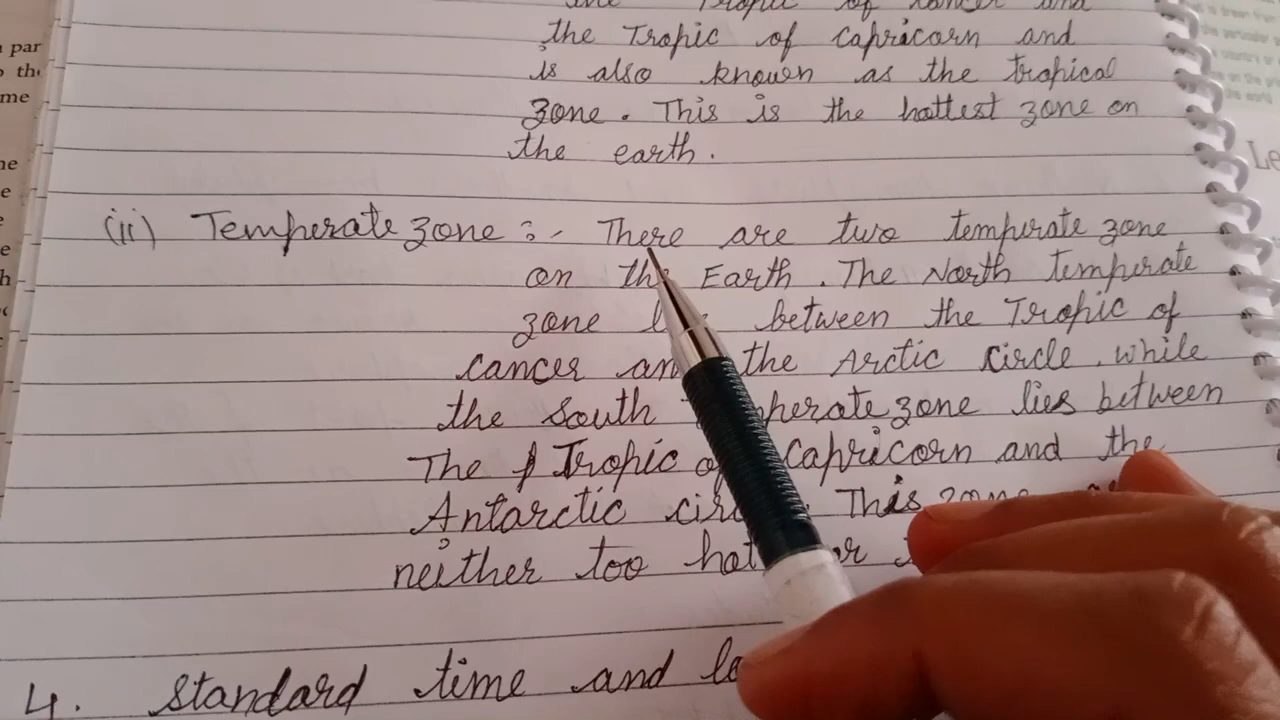 the Tropic of Capricorn and
is also known as the tropical
zone. This is the hottest zone on
the earth.
(ii) Temperate zone :- There are two temperate zone
on the Earth. The North temperate
zone between the Tropic of
cancer the Arctic circle, while
the South zone lies between
The Tropic Capricorn and the
Antarctic This zone
neither too hot
4. Standard time and